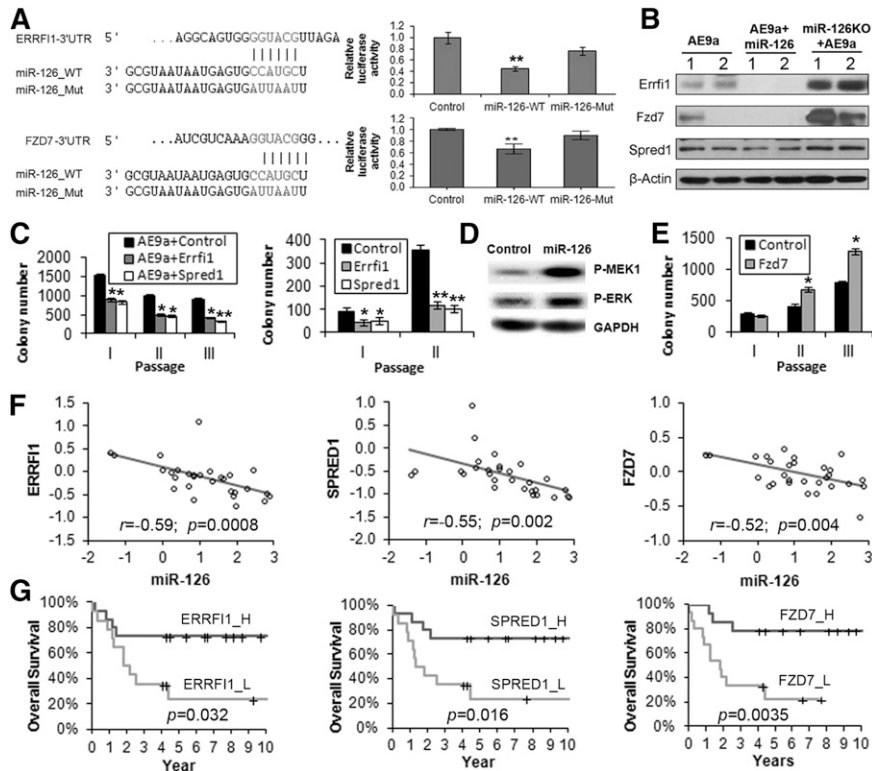 A
ERRFI1-3'UTR 5' ...AGGCAGUGGGGUACGUUAGA
miR-126_WT 3' GCGUAAUAAUGAGUGCCAUGCU
miR-126_Mut 3' GCGUAAUAAUGAGUGAUUAAUU
Relative luciferase activity
1.2
1.0
0.8
0.6
0.4
0.2
0.0
**
Control miR-126-WT miR-126-Mut
FZD7-3'UTR 5' ...AUCGUCAAAGGUACGGG...
miR-126_WT 3' GCGUAAUAAUGAGUGCCAUGCU
miR-126_Mut 3' GCGUAAUAAUGAGUGAUUAAUU
Relative luciferase activity
1.2
1.0
0.8
0.6
0.4
0.2
0.0
**
Control miR-126-WT miR-126-Mut
B
AE9a AE9a+miR-126 miR-126KO+AE9a
1 2 1 2 1 2
Errfi1
Fzd7
Spred1
β-Actin
C
Colony number
2000
1500
1000
500
0
AE9a+Control
AE9a+Errfi1
AE9a+Spred1
** ** ***
I II III
Passage
Colony number
400
300
200
100
0
Control
Errfi1
Spred1
* * ** **
I II
Passage
D
Control miR-126
P-MEK1
P-ERK
GAPDH
E
Colony number
1500
1000
500
0
Control
Fzd7
* *
I II III
Passage
F
ERRFI1
1.5
1.0
0.5
0.0
-0.5
-1.0
-1.5
r=-0.59; p=0.0008
-2 -1 0 1 2 3
miR-126
SPRED1
1.5
1.0
0.5
0.0
-0.5
-1.0
-1.5
-2.0
r=-0.55; p=0.002
-2 -1 0 1 2 3
miR-126
FZD7
1.0
0.5
0.0
-0.5
-1.0
r=-0.52; p=0.004
-2 -1 0 1 2 3
miR-126
G
Overall Survival
100%
80%
60%
40%
20%
0%
ERRFI1_H
ERRFI1_L
p=0.032
0 1 2 3 4 5 6 7 8 9 10
Year
Overall Survival
100%
80%
60%
40%
20%
0%
SPRED1_H
SPRED1_L
p=0.016
0 1 2 3 4 5 6 7 8 9 10
Year
Overall Survival
100%
80%
60%
40%
20%
0%
FZD7_H
FZD7_L
p=0.0035
0 1 2 3 4 5 6 7 8 9 10
Years